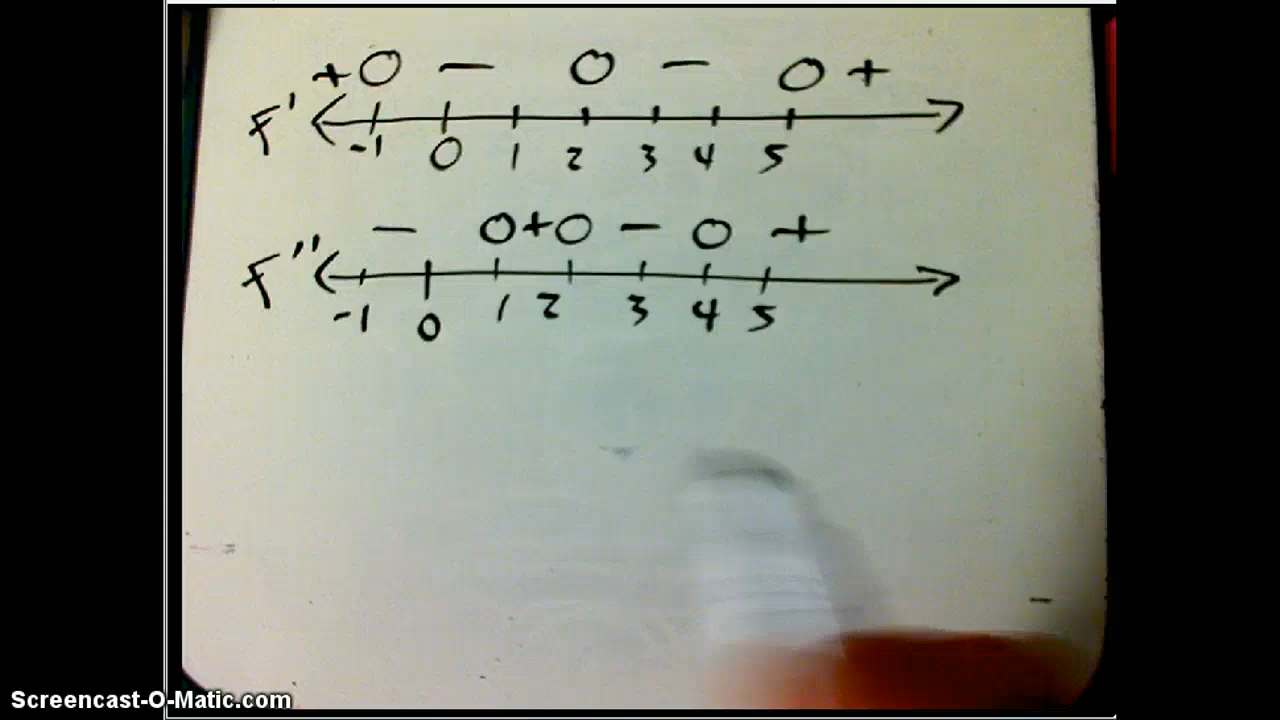 + 0 − 0 − 0 +
F'
-1 0 1 2 3 4 5
− 0 + 0 − 0 +
F''
-1 0 1 2 3 4 5
Screencast-O-Matic.com